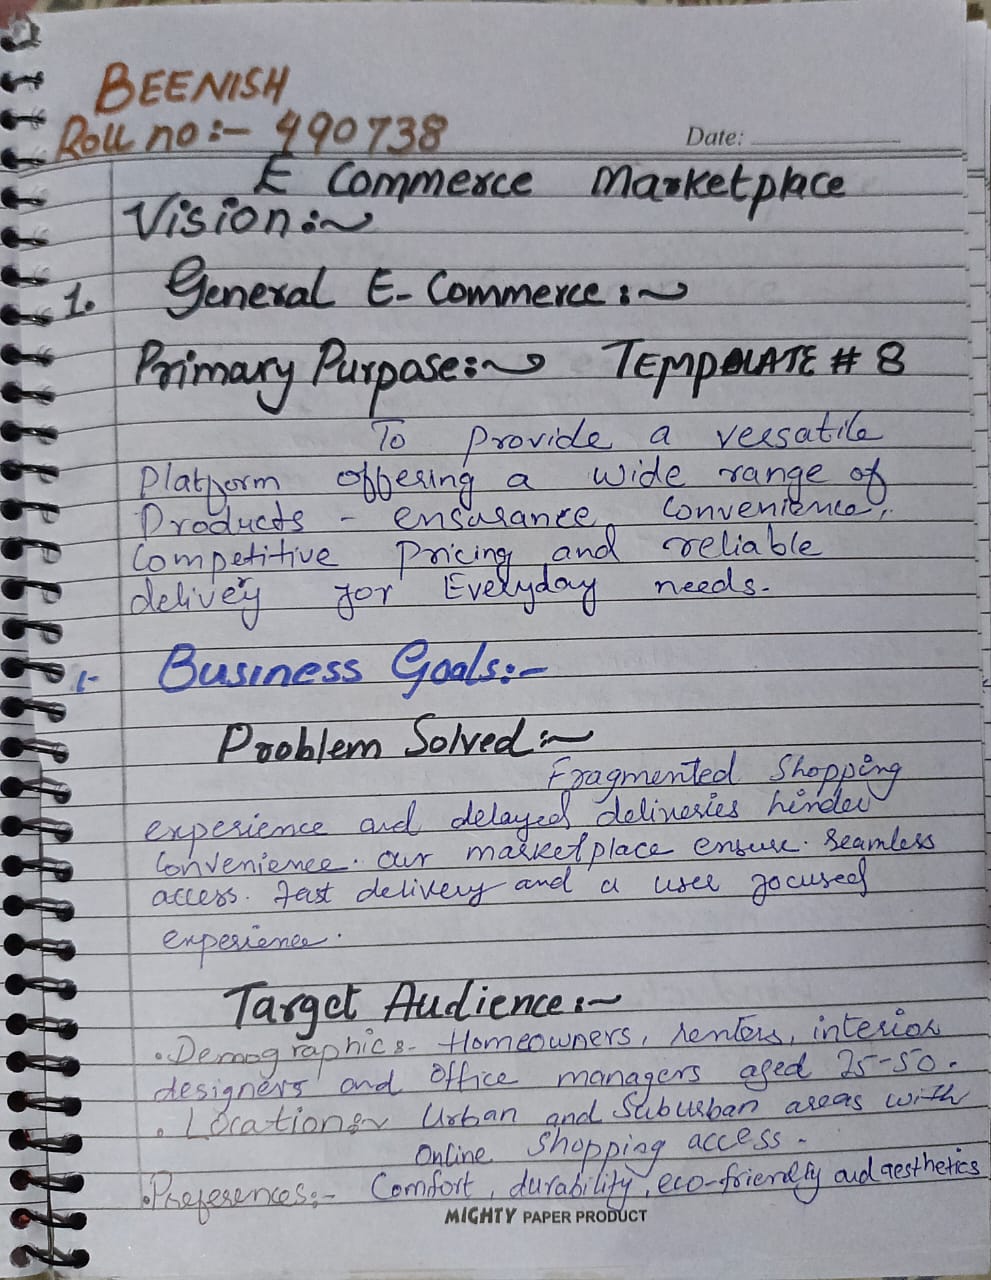 BEENISH
Roll no :- 490738
Date:
E Commerce Marketplace
Vision:~
1. General E-Commerce:~
Primary Purpose:~ TEMPLATE # 8
To provide a versatile
Platform offering a wide range of
Products - ensurance, convenience,
Competitive Pricing and reliable
delivery for Everyday needs.
1- Business Goals:-
Problem Solved:~
Fragmented Shopping
experience and delayed deliveries hinder
convenience. our marketplace ensure. seamless
access. fast delivery and a user focused
experience.
Target Audience:~
• Demographics- Homeowners, renters, interior
designers and office managers aged 25-50.
• Location:~ Urban and Suburban areas with
Online Shopping access.
• Preferences:- Comfort, durability, eco-friendly and aesthetics
MIGHTY PAPER PRODUCT